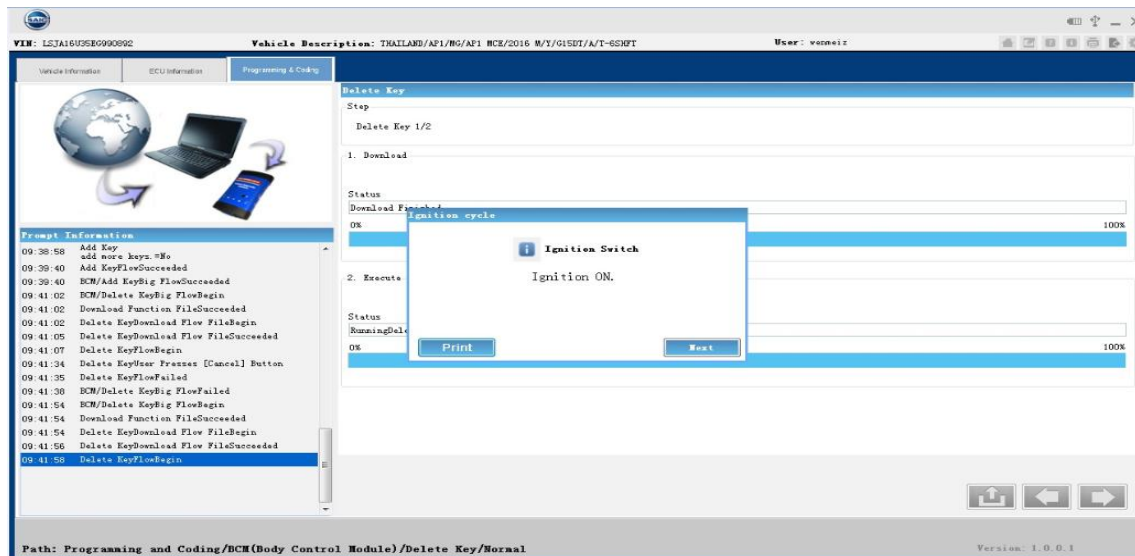 VIN: LSJA16U35EG990892 Vehicle Description: THAILAND/AP1/MG/AP1 MCE/2016 M/Y/G15DT/A/T-6SHFT User: wenmeiz
Vehicle Information ECU Information Programming & Coding
Delete Key
Step
Delete Key 1/2
1. Download
Status
Download Finished
0% 100%
Ignition cycle
Ignition Switch
Ignition ON.
Print Next
2. Execute
Status
RunningDele
0% 100%
Prompt Information
09:38:58 Add Key
add more keys.=No
09:39:40 Add KeyFlowSucceeded
09:39:40 BCM/Add KeyBig FlowSucceeded
09:41:02 BCM/Delete KeyBig FlowBegin
09:41:02 Download Function FileSucceeded
09:41:02 Delete KeyDownload Flow FileBegin
09:41:05 Delete KeyDownload Flow FileSucceeded
09:41:07 Delete KeyFlowBegin
09:41:34 Delete KeyUser Presses [Cancel] Button
09:41:35 Delete KeyFlowFailed
09:41:38 BCM/Delete KeyBig FlowFailed
09:41:54 BCM/Delete KeyBig FlowBegin
09:41:54 Download Function FileSucceeded
09:41:54 Delete KeyDownload Flow FileBegin
09:41:56 Delete KeyDownload Flow FileSucceeded
09:41:58 Delete KeyFlowBegin
Path: Programming and Coding/BCM(Body Control Module)/Delete Key/Normal Version: 1.0.0.1